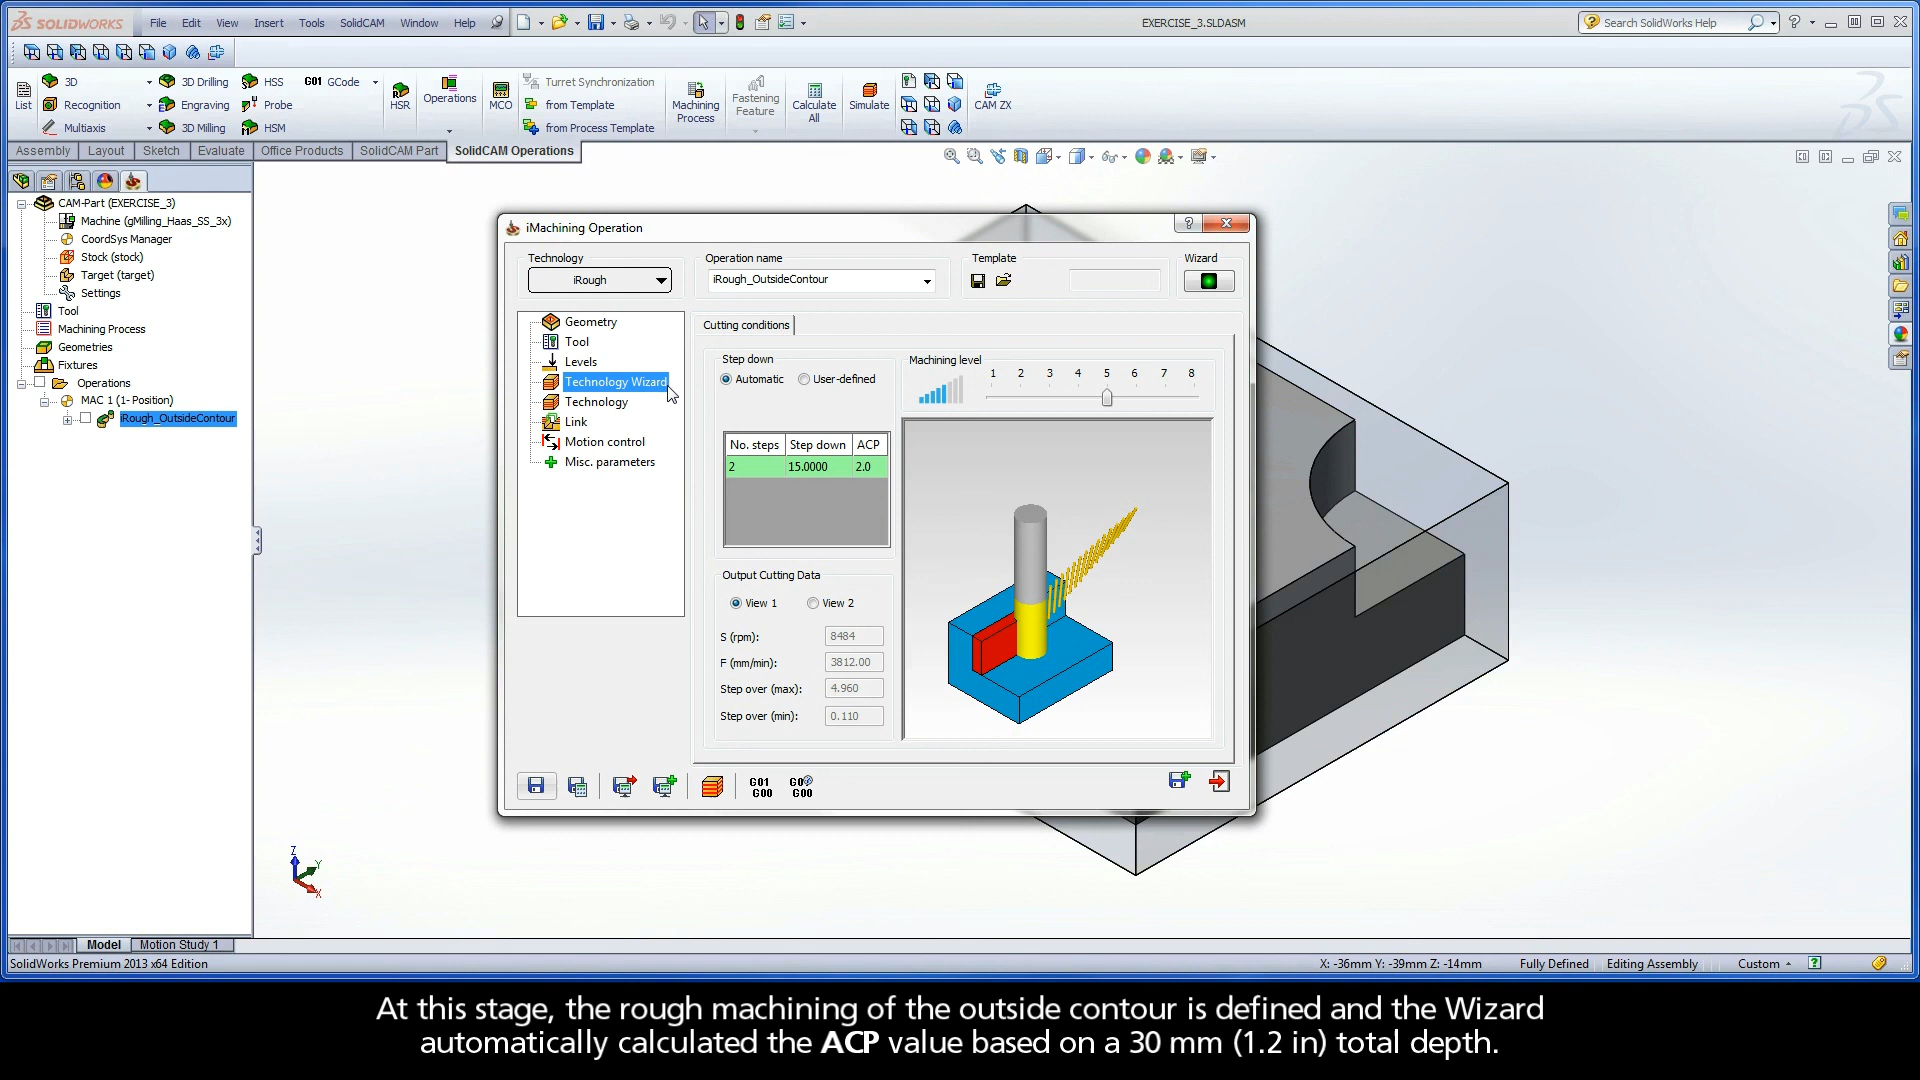 SOLIDWORKS File Edit View Insert Tools SolidCAM Window Help EXERCISE_3.SLDASM Search SolidWorks Help
3D 3D Drilling HSS G01 GCode Turret Synchronization
List Recognition Engraving Probe HSR Operations MCO from Template Machining Process Fastening Feature Calculate All Simulate CAM ZX
Multiaxis 3D Milling HSM from Process Template
Assembly Layout Sketch Evaluate Office Products SolidCAM Part SolidCAM Operations
CAM-Part (EXERCISE_3)
Machine (gMilling_Haas_SS_3x)
CoordSys Manager
Stock (stock)
Target (target)
Settings
Tool
Machining Process
Geometries
Fixtures
Operations
MAC 1 (1- Position)
iRough_OutsideContour
iMachining Operation
Technology Operation name Template Wizard
iRough iRough_OutsideContour
Geometry
Tool
Levels
Technology Wizard
Technology
Link
Motion control
Misc. parameters
Cutting conditions
Step down
Automatic User-defined
Machining level
1 2 3 4 5 6 7 8
No. steps Step down ACP
2 15.0000 2.0
Output Cutting Data
View 1 View 2
S (rpm): 8484
F (mm/min): 3812.00
Step over (max): 4.960
Step over (min): 0.110
G01 G00
G00
Z
Y
X
Model Motion Study 1
SolidWorks Premium 2013 x64 Edition X: -36mm Y: -39mm Z: -14mm Fully Defined Editing Assembly Custom
At this stage, the rough machining of the outside contour is defined and the Wizard
automatically calculated the ACP value based on a 30 mm (1.2 in) total depth.